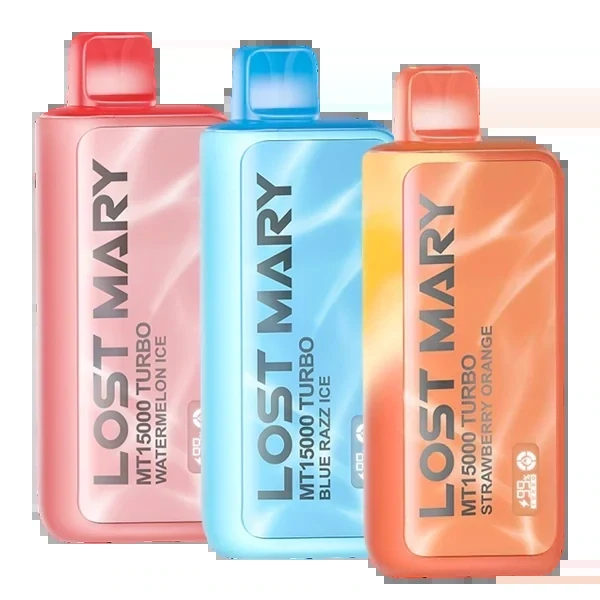 LOST MARY
MT15000 TURBO
WATERMELON ICE
LOST MARY
MT15000 TURBO
BLUE RAZZ ICE
LOST MARY
MT15000 TURBO
STRAWBERRY ORANGE